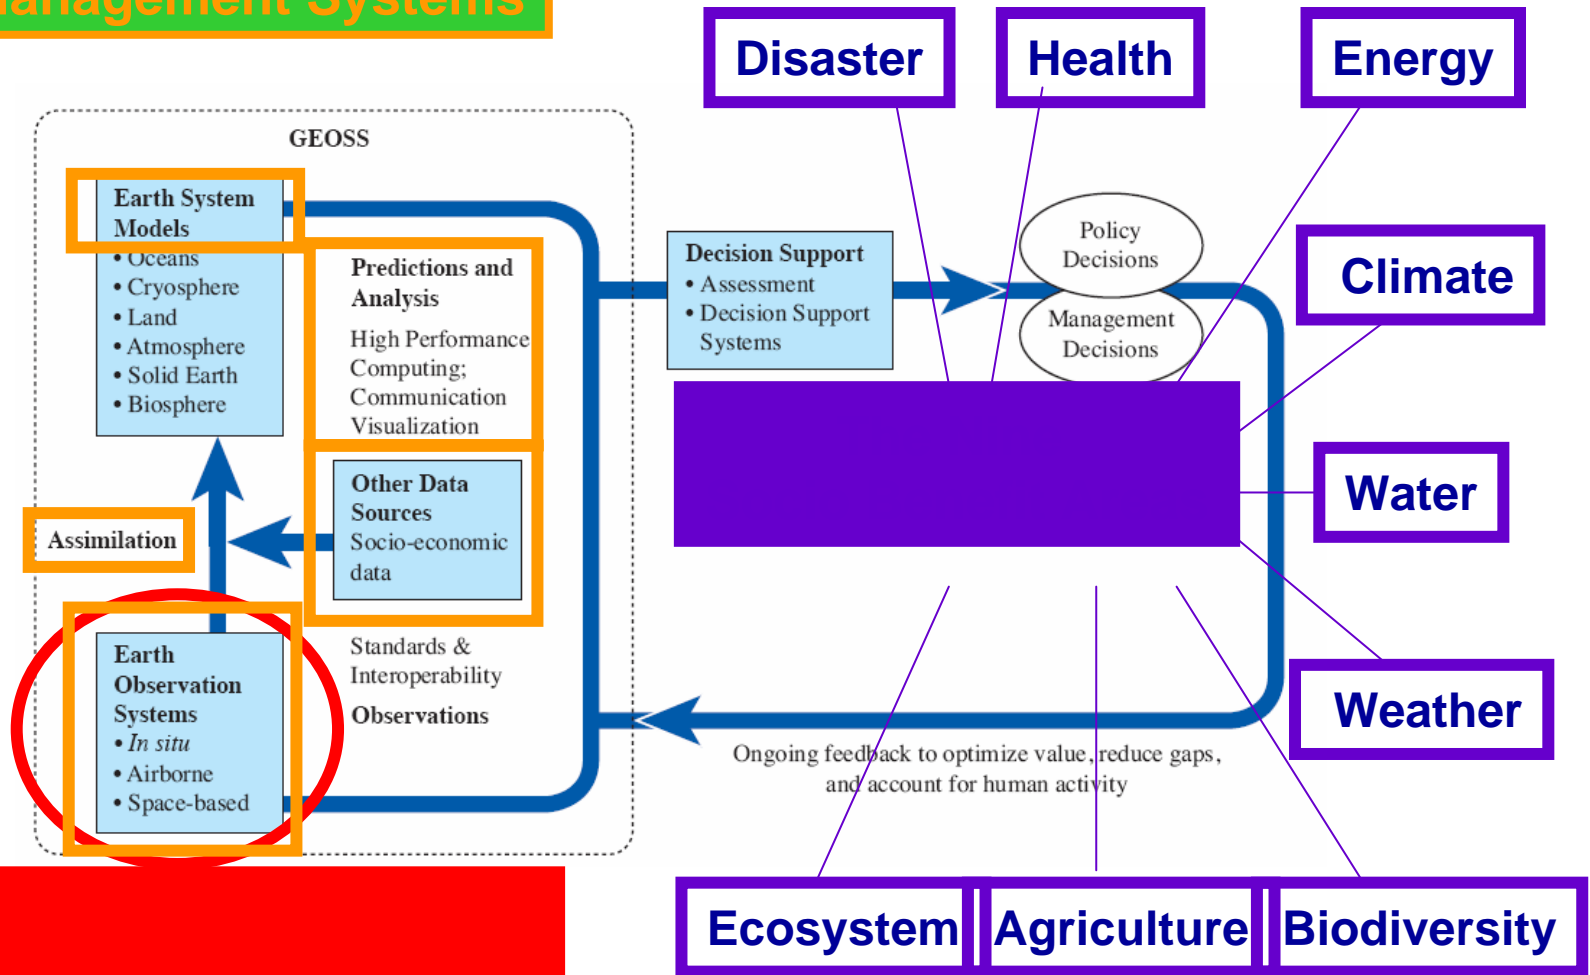 Management Systems
Disaster
Health
Energy
GEOSS
Earth System
Models
• Oceans
• Cryosphere
• Land
• Atmosphere
• Solid Earth
• Biosphere
Predictions and
Analysis
High Performance
Computing;
Communication
Visualization
Other Data
Sources
Socio-economic
data
Assimilation
Earth
Observation
Systems
• In situ
• Airborne
• Space-based
Standards &
Interoperability
Observations
Decision Support
• Assessment
• Decision Support
Systems
Policy
Decisions
Management
Decisions
Climate
Water
Weather
Ongoing feedback to optimize value, reduce gaps,
and account for human activity
Ecosystem
Agriculture
Biodiversity